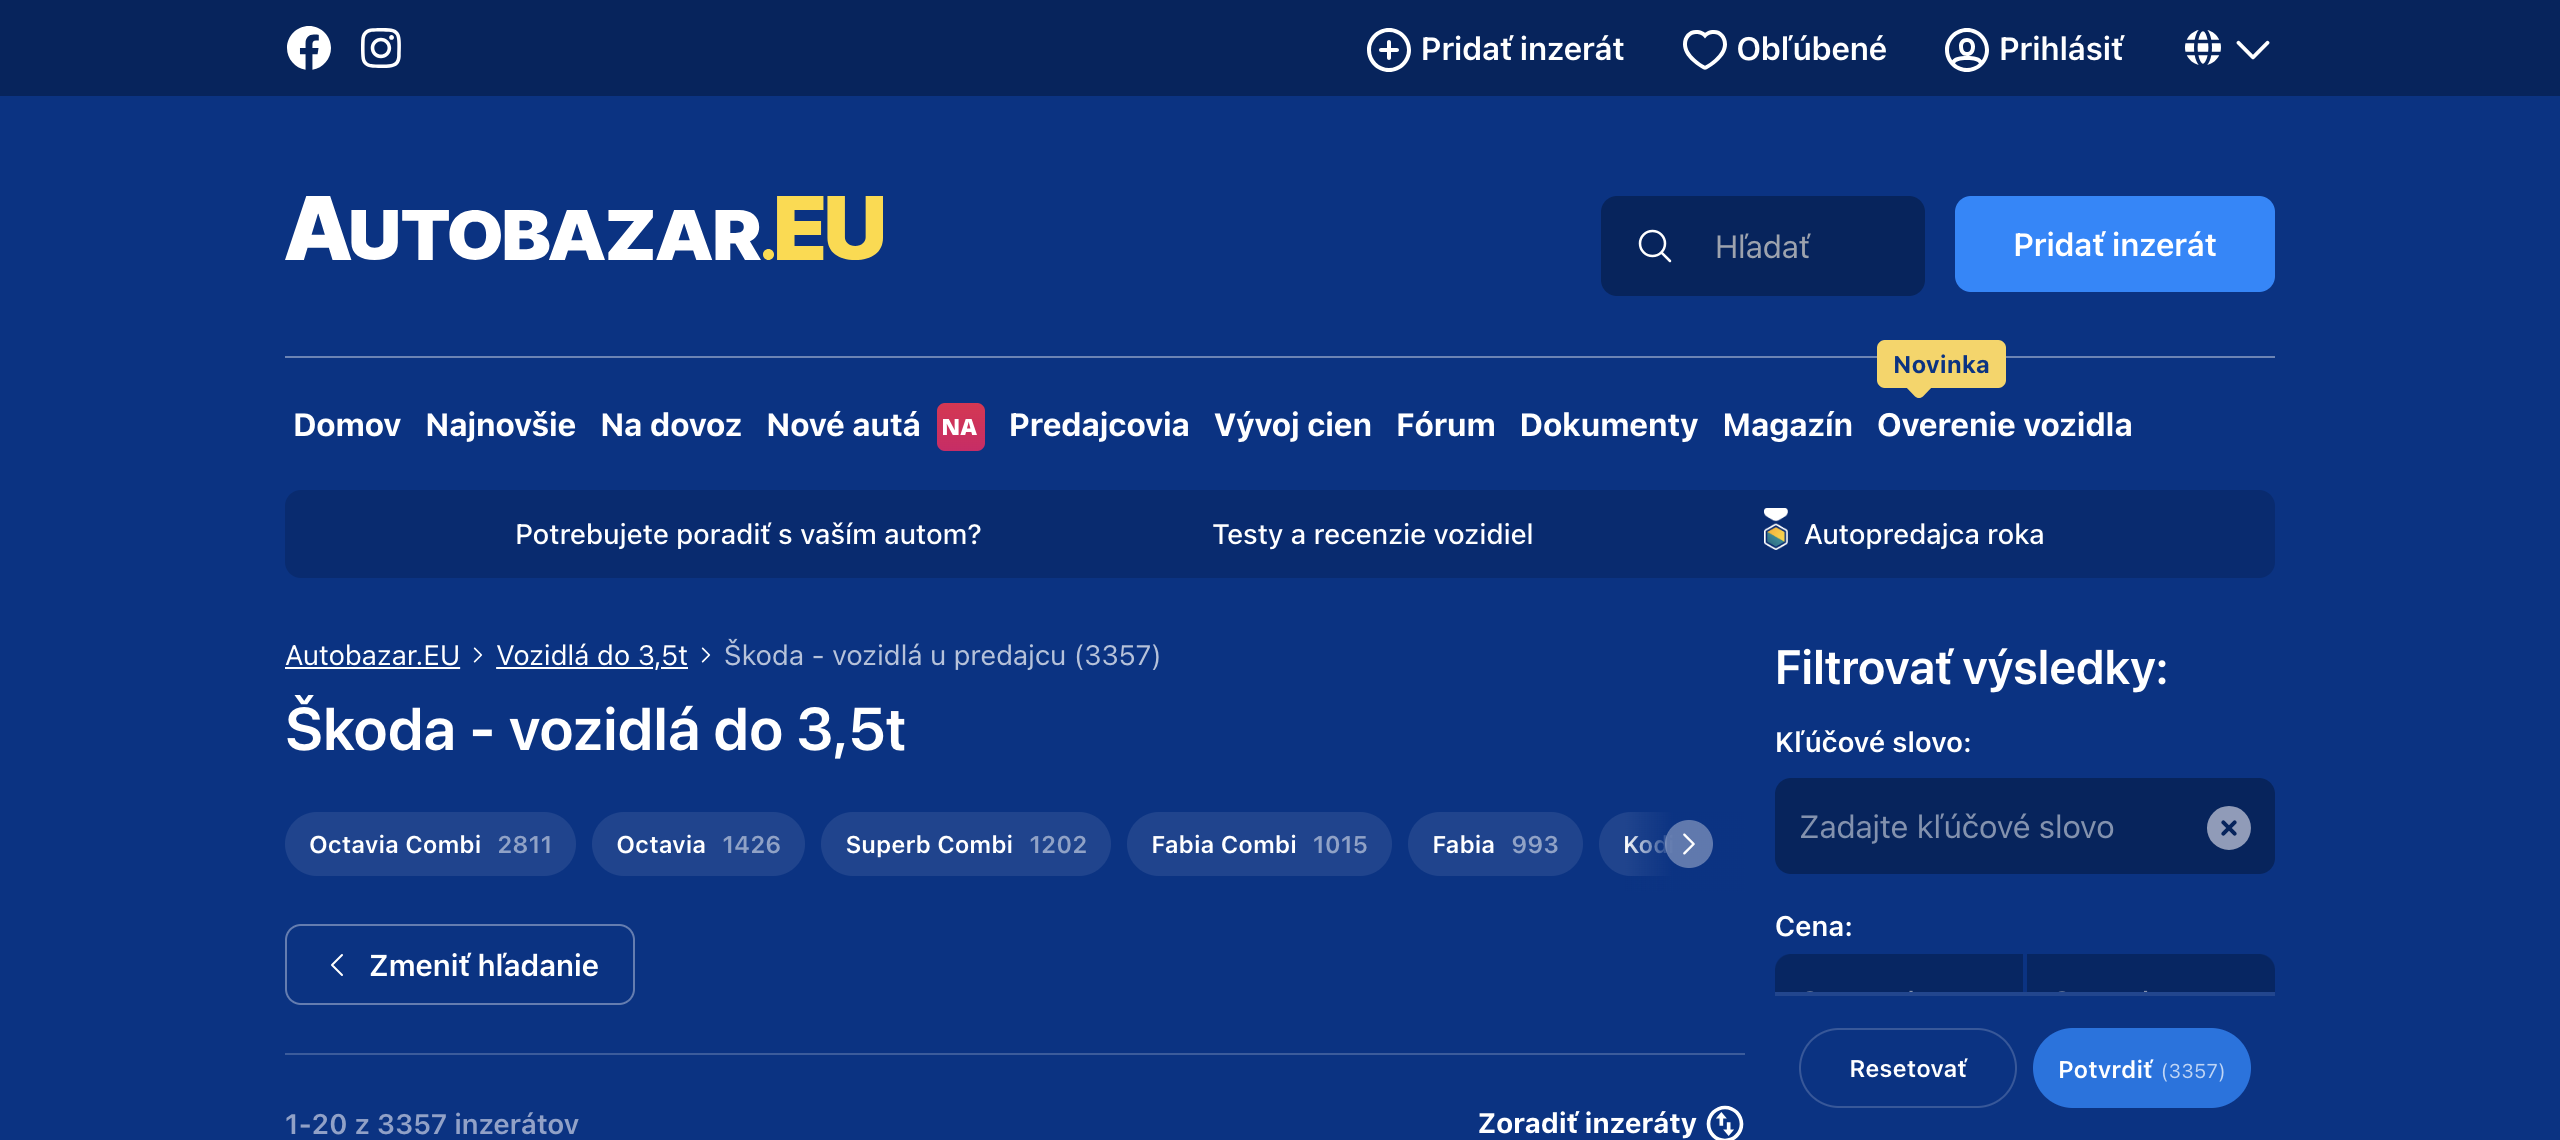 Pridať inzerát
Obľúbené
Prihlásiť
AUTOBAZAR.EU
Hľadať
Pridať inzerát
Novinka
Domov
Najnovšie
Na dovoz
Nové autá
NA
Predajcovia
Vývoj cien
Fórum
Dokumenty
Magazín
Overenie vozidla
Potrebujete poradiť s vaším autom?
Testy a recenzie vozidiel
Autopredajca roka
Autobazar.EU > Vozidlá do 3,5t > Škoda - vozidlá u predajcu (3357)
Škoda - vozidlá do 3,5t
Octavia Combi 2811
Octavia 1426
Superb Combi 1202
Fabia Combi 1015
Fabia 993
Zmeniť hľadanie
1-20 z 3357 inzerátov
Zoradiť inzeráty
Filtrovať výsledky:
Kľúčové slovo:
Zadajte kľúčové slovo
Cena:
Resetovať
Potvrdiť (3357)